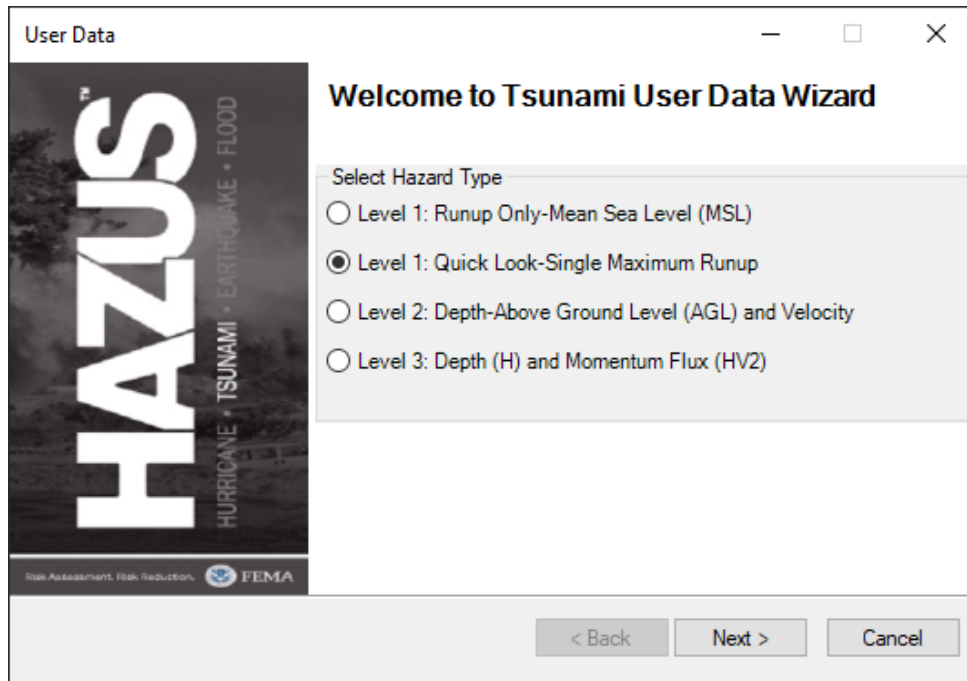 User Data
HAZUS™
HURRICANE • TSUNAMI • EARTHQUAKE • FLOOD
Risk Assessment. Risk Reduction.
FEMA
Welcome to Tsunami User Data Wizard
Select Hazard Type
Level 1: Runup Only-Mean Sea Level (MSL)
Level 1: Quick Look-Single Maximum Runup
Level 2: Depth-Above Ground Level (AGL) and Velocity
Level 3: Depth (H) and Momentum Flux (HV2)
< Back
Next >
Cancel